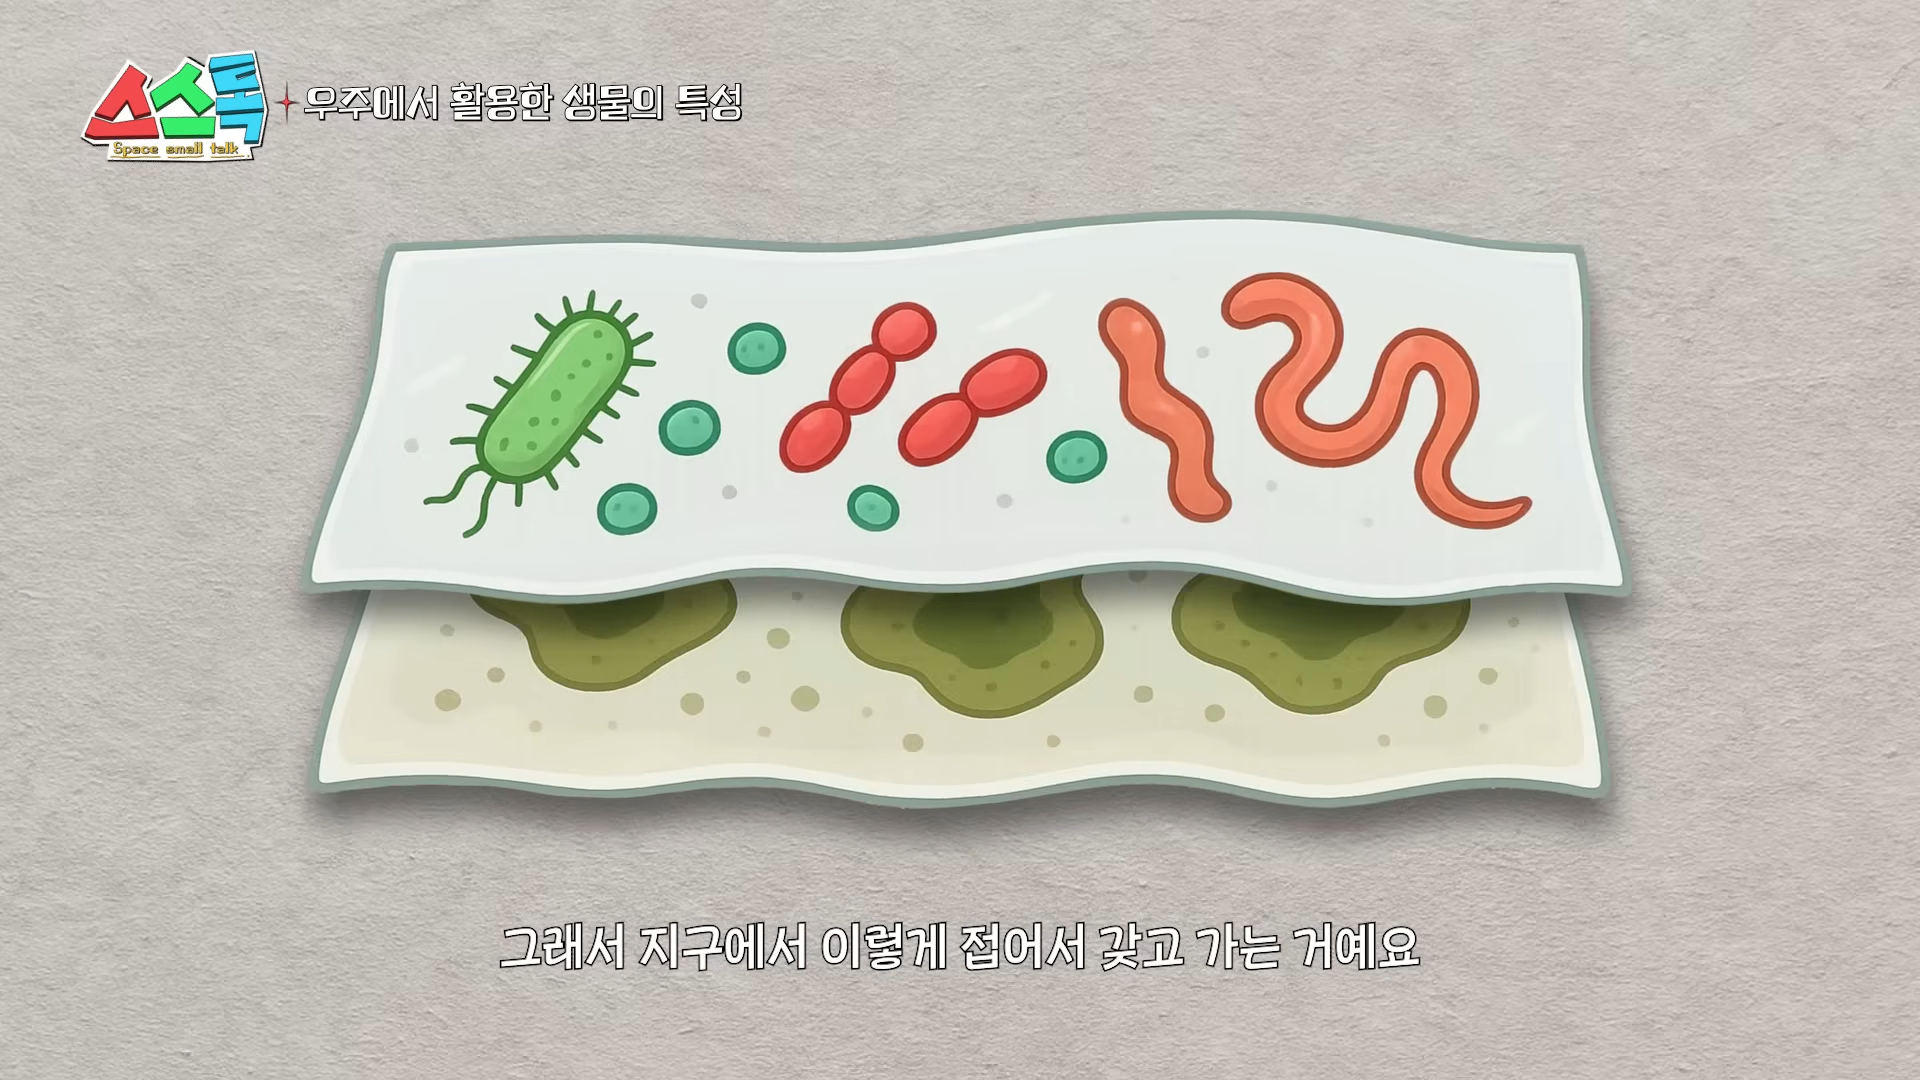 스스톡
Space small talk
우주에서 활용한 생물의 특성
그래서 지구에서 이렇게 접어서 갖고 가는 거예요